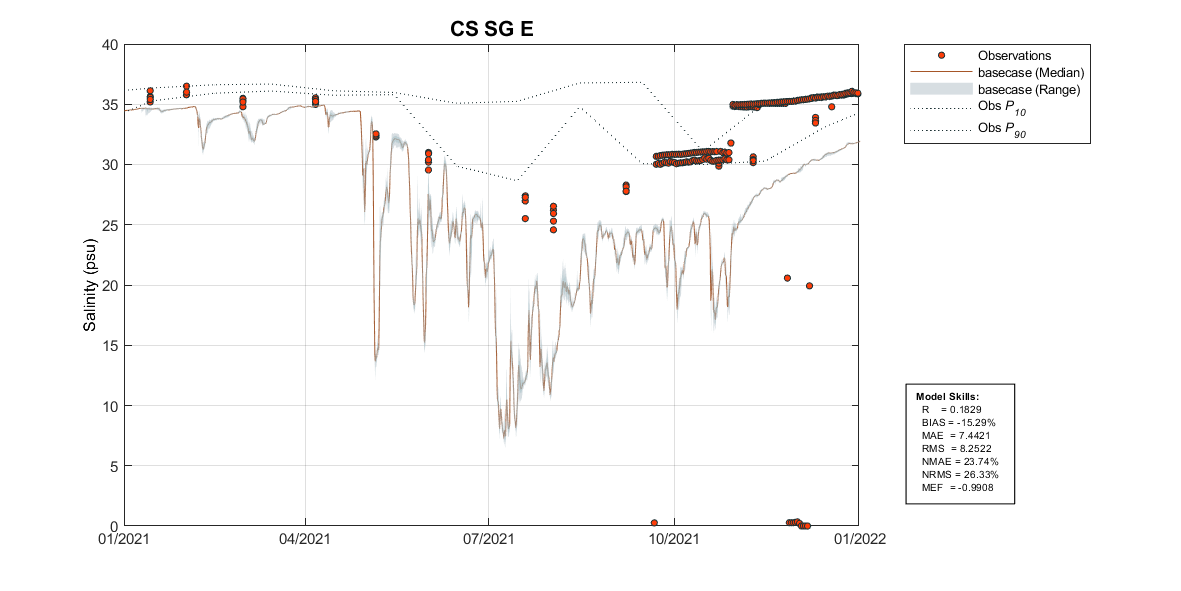 CS SG E
40
35
30
25
20
15
10
5
0
Salinity (psu)
01/2021
04/2021
07/2021
10/2021
01/2022
Observations
basecase (Median)
basecase (Range)
Obs P10
Obs P90
Model Skills:
R = 0.1829
BIAS = -15.29%
MAE = 7.4421
RMS = 8.2522
NMAE = 23.74%
NRMS = 26.33%
MEF = -0.9908